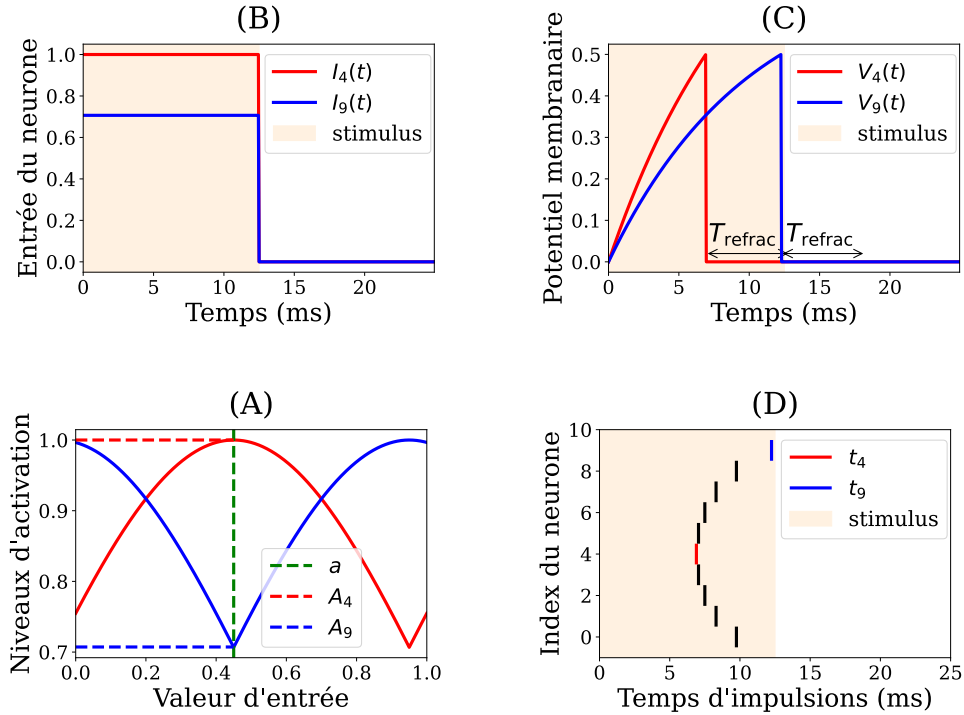 (B)
Entrée du neurone
1.0
0.8
0.6
0.4
0.2
0.0
I₄(t)
I₉(t)
stimulus
0 5 10 15 20
Temps (ms)
(C)
Potentiel membranaire
0.5
0.4
0.3
0.2
0.1
0.0
V₄(t)
V₉(t)
stimulus
T_refrac T_refrac
0 5 10 15 20
Temps (ms)
(A)
Niveaux d'activation
1.0
0.9
0.8
0.7
a
A₄
A₉
0.0 0.2 0.4 0.6 0.8 1.0
Valeur d'entrée
(D)
Index du neurone
10
8
6
4
2
0
t₄
t₉
stimulus
0 5 10 15 20 25
Temps d'impulsions (ms)